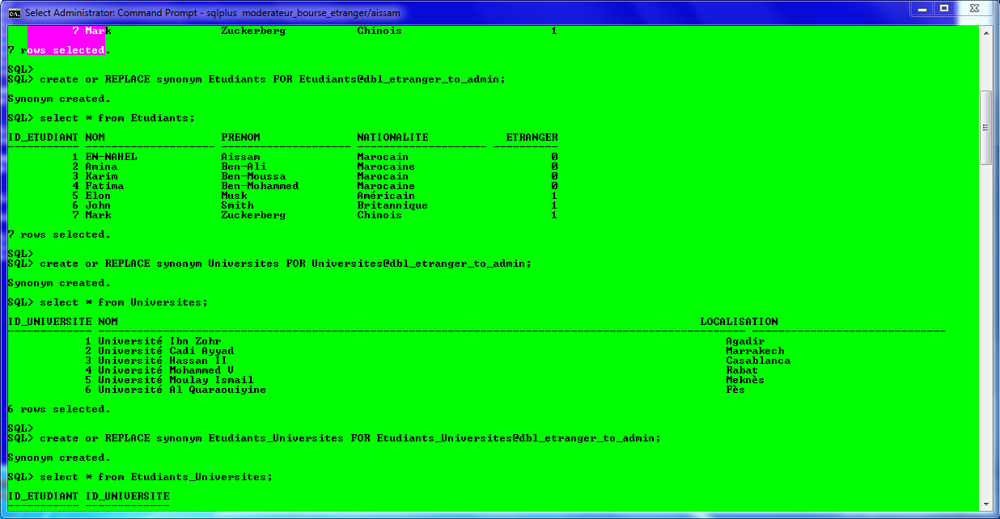 Select Administrator: Command Prompt - sqlplus  moderateur_bourse_etranger/aissam
7 Mark Zuckerberg Chinois 1
7 rows selected.
SQL>
SQL> create or REPLACE synonym Etudiants FOR Etudiants@dbl_etranger_to_admin;
Synonym created.
SQL> select * from Etudiants;
ID_ETUDIANT NOM PRENOM NATIONALITE ETRANGER
1 EN-NAHEL Aissam Marocain 0
2 Amina Ben-Ali Marocaine 0
3 Karim Ben-Moussa Marocain 0
4 Fatima Ben-Mohammed Marocaine 0
5 Elon Musk Américain 1
6 John Smith Britannique 1
7 Mark Zuckerberg Chinois 1
7 rows selected.
SQL>
SQL> create or REPLACE synonym Universites FOR Universites@dbl_etranger_to_admin;
Synonym created.
SQL> select * from Universites;
ID_UNIVERSITE NOM LOCALISATION
1 Université Ibn Zohr Agadir
2 Université Cadi Ayyad Marrakech
3 Université Hassan II Casablanca
4 Université Mohammed V Rabat
5 Université Moulay Ismail Meknès
6 Université Al Quaraouiyine Fès
6 rows selected.
SQL>
SQL> create or REPLACE synonym Etudiants_Universites FOR Etudiants_Universites@dbl_etranger_to_admin;
Synonym created.
SQL> select * from Etudiants_Universites;
ID_ETUDIANT ID_UNIVERSITE